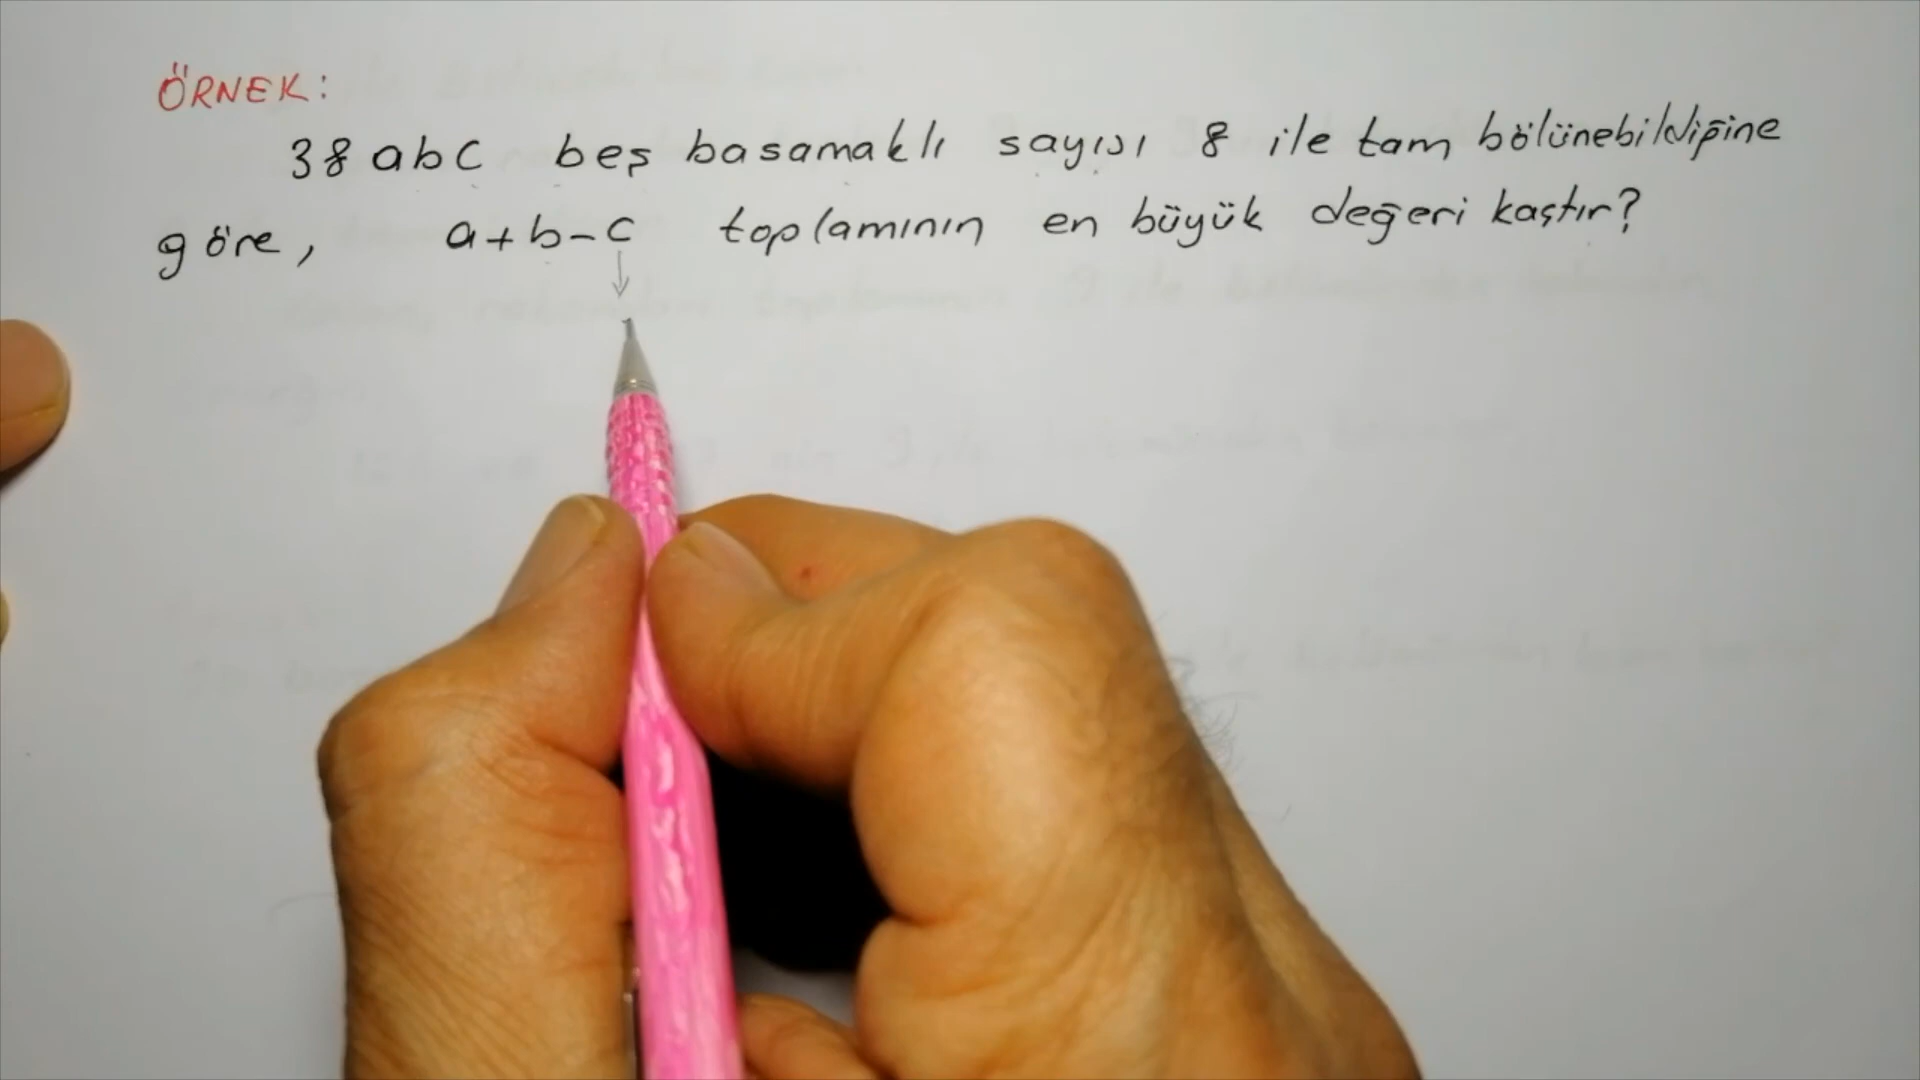 ÖRNEK:
38abc beş basamaklı sayısı 8 ile tam bölünebildiğine
göre, a+b-c toplamının en büyük değeri kaçtır?